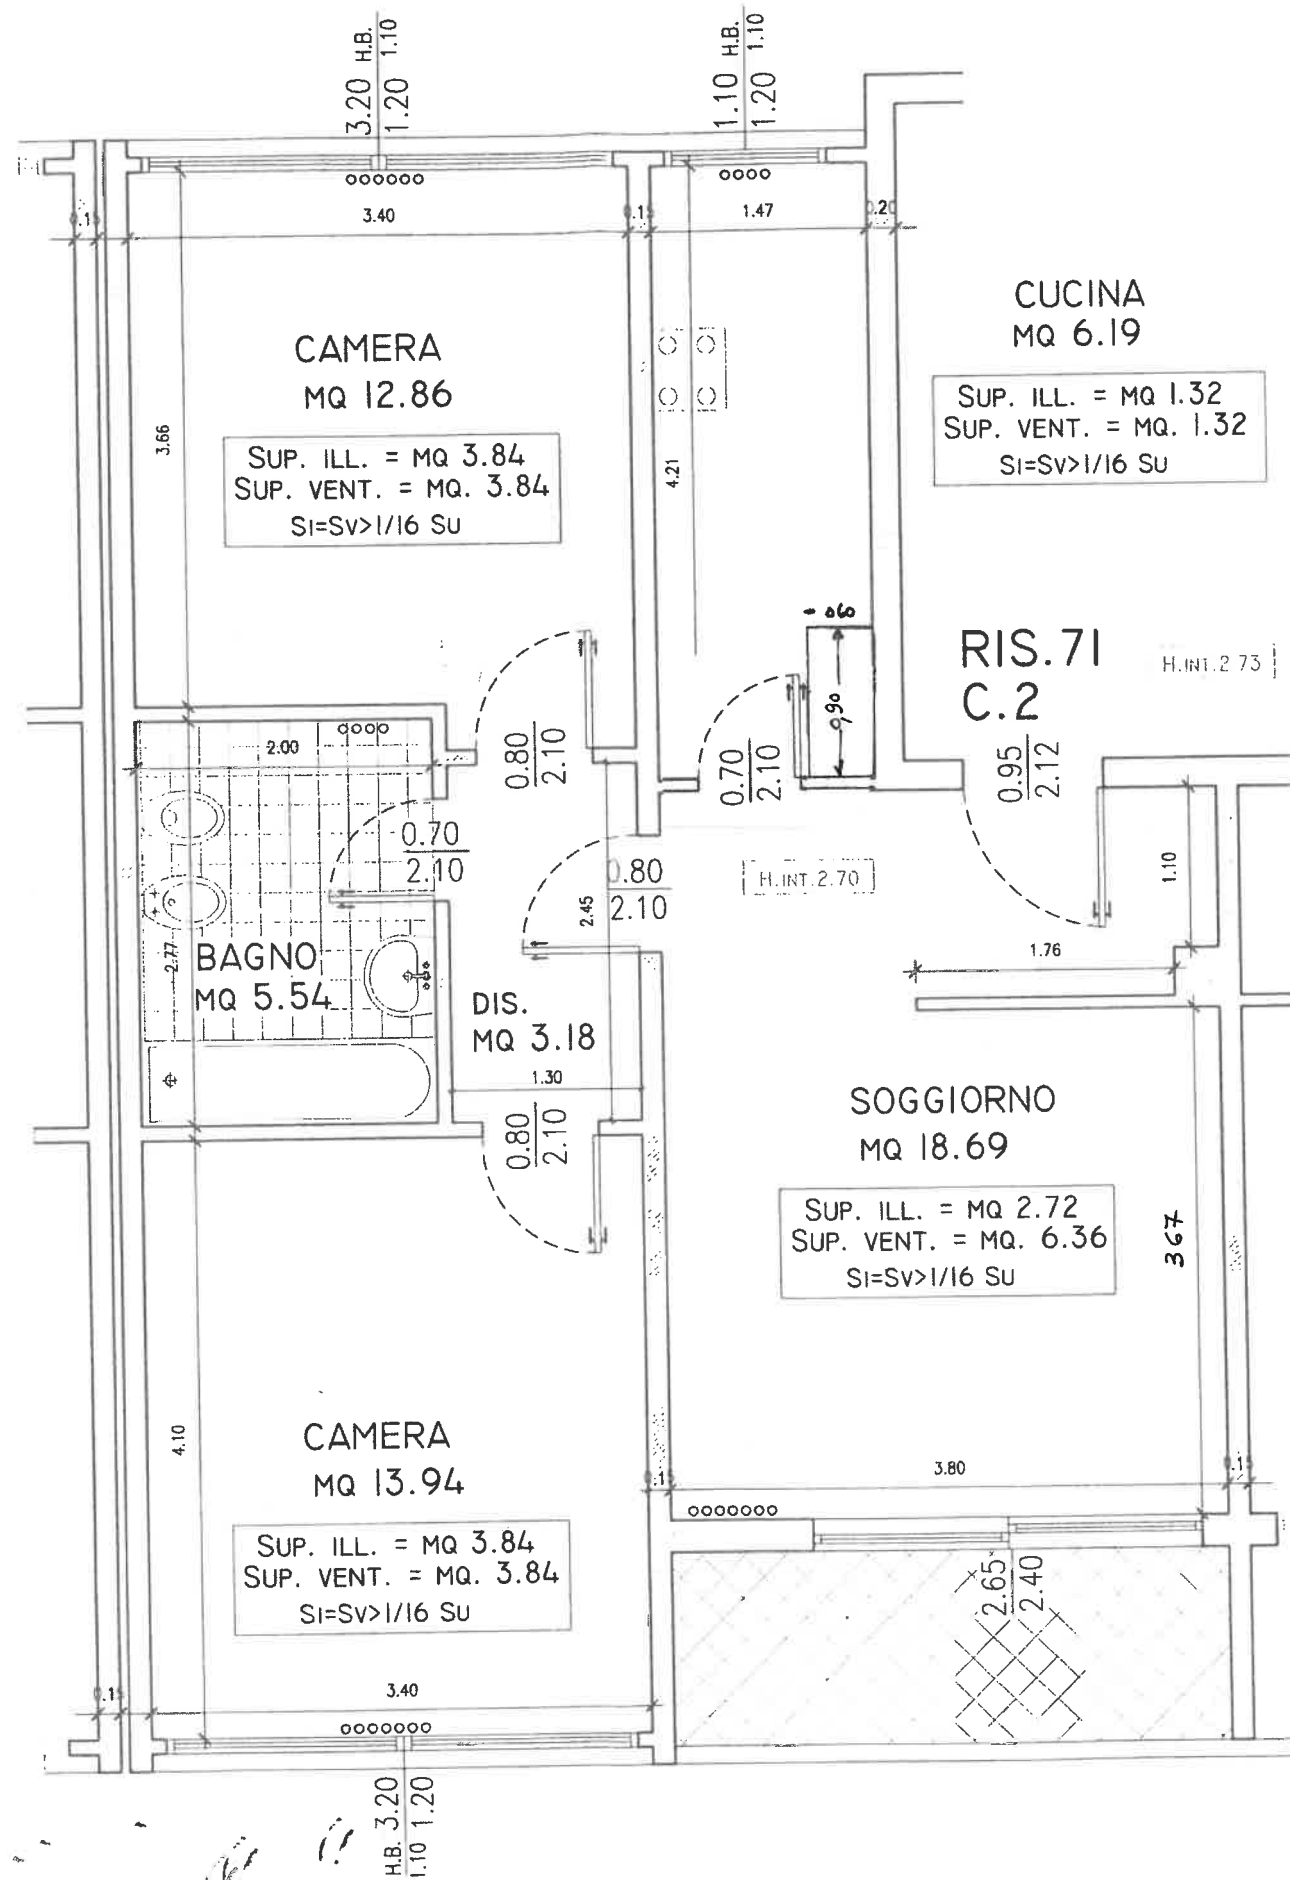 3.20 H.B.
1.20 1.10
1.10 H.B.
1.20 1.10
3.40
0.15
1.47
0.20
CAMERA
MQ 12.86
SUP. ILL. = MQ 3.84
SUP. VENT. = MQ. 3.84
SI=SV>1/16 SU
3.66
4.21
CUCINA
MQ 6.19
SUP. ILL. = MQ 1.32
SUP. VENT. = MQ. 1.32
SI=SV>1/16 SU
060
0,90
RIS.71
C.2
H.INT.2 73
2.00
0.80
2.10
0.70
2.10
0.95
2.12
0.70
2.10
0.80
2.10
H.INT.2.70
1.10
1.76
2.45
2.77
BAGNO
MQ 5.54
DIS.
MQ 3.18
1.30
0.80
2.10
SOGGIORNO
MQ 18.69
SUP. ILL. = MQ 2.72
SUP. VENT. = MQ. 6.36
SI=SV>1/16 SU
367
4.10
CAMERA
MQ 13.94
SUP. ILL. = MQ 3.84
SUP. VENT. = MQ. 3.84
SI=SV>1/16 SU
3.80
2.65
2.40
3.40
H.B. 3.20
1.10 1.20